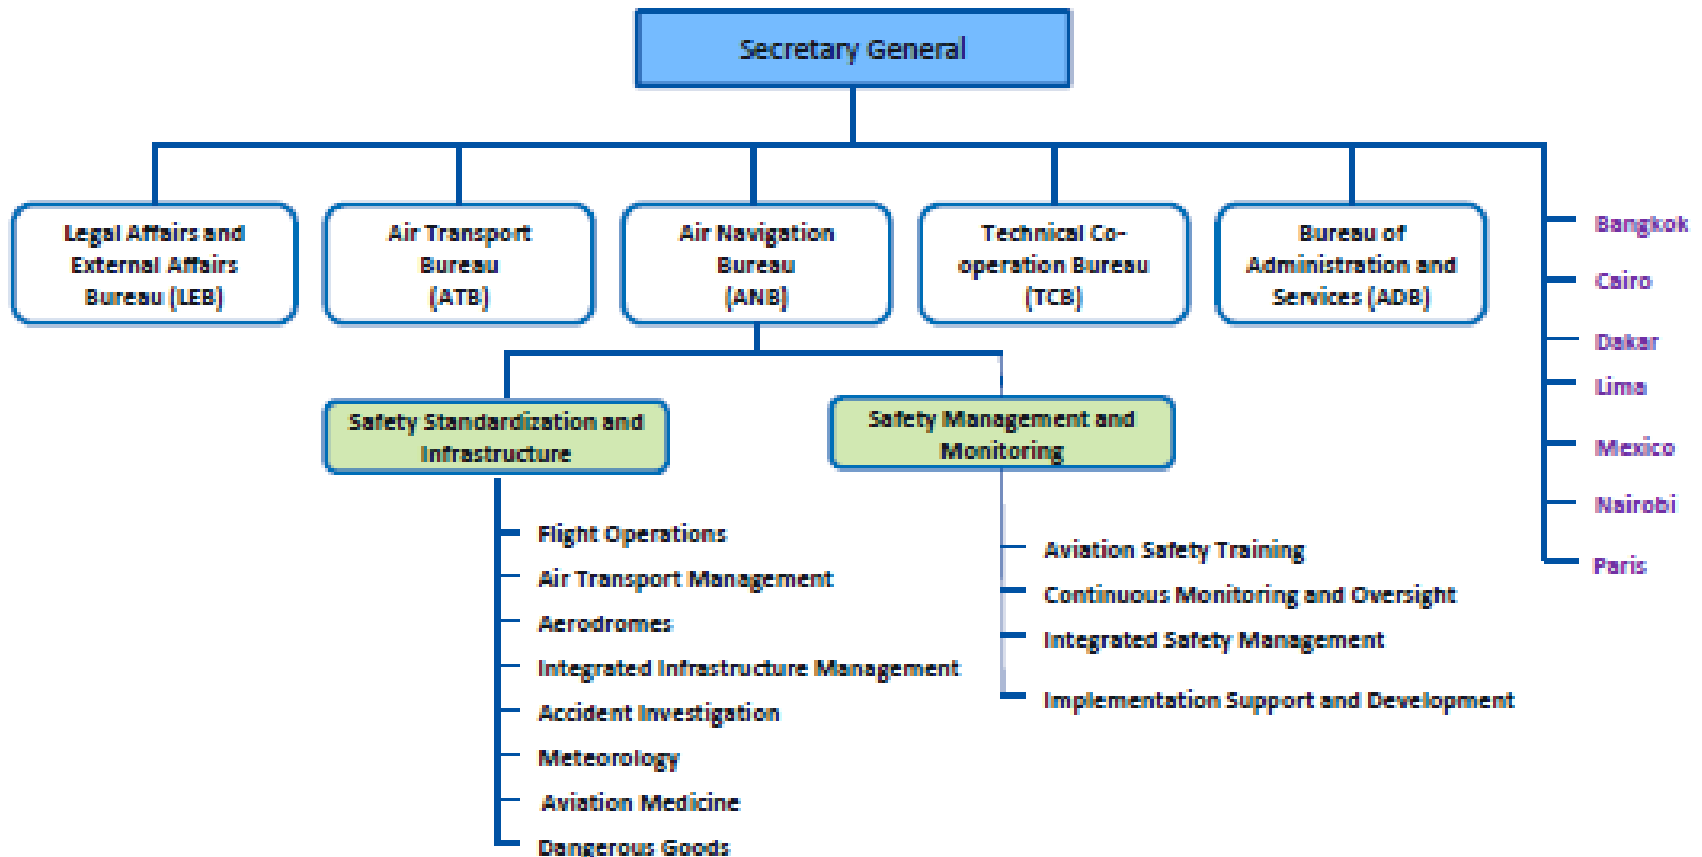 Secretary General
Legal Affairs and
External Affairs
Bureau (LEB)
Air Transport
Bureau
(ATB)
Air Navigation
Bureau
(ANB)
Technical Co-
operation Bureau
(TCB)
Bureau of
Administration and
Services (ADB)
Bangkok
Cairo
Dakar
Lima
Mexico
Nairobi
Paris
Safety Standardization and
Infrastructure
Flight Operations
Air Transport Management
Aerodromes
Integrated Infrastructure Management
Accident Investigation
Meteorology
Aviation Medicine
Dangerous Goods
Safety Management and
Monitoring
Aviation Safety Training
Continuous Monitoring and Oversight
Integrated Safety Management
Implementation Support and Development